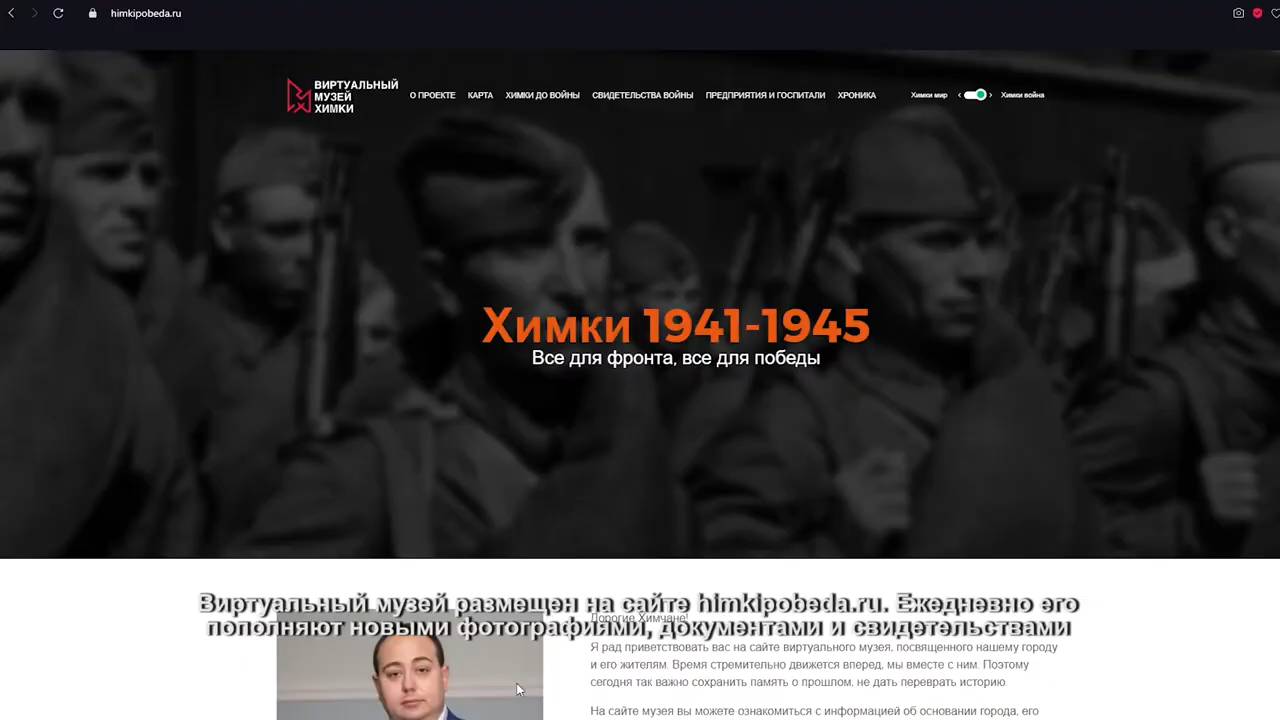 himkipobeda.ru
ВИРТУАЛЬНЫЙ
МУЗЕЙ
ХИМКИ
О ПРОЕКТЕ КАРТА ХИМКИ ДО ВОЙНЫ СВИДЕТЕЛЬСТВА ВОЙНЫ ПРЕДПРИЯТИЯ И ГОСПИТАЛИ ХРОНИКА Химки мир Химки война
Химки 1941-1945
Все для фронта, все для победы
Виртуальный музей размещен на сайте himkipobeda.ru. Ежедневно его
пополняют новыми фотографиями, документами и свидетельствами
Дорогие Химчане!
Я рад приветствовать вас на сайте виртуального музея, посвященного нашему городу
и его жителям. Время стремительно движется вперед, мы вместе с ним. Поэтому
сегодня так важно сохранить память о прошлом, не дать переврать историю.
На сайте музея вы можете ознакомиться с информацией об основании города, его